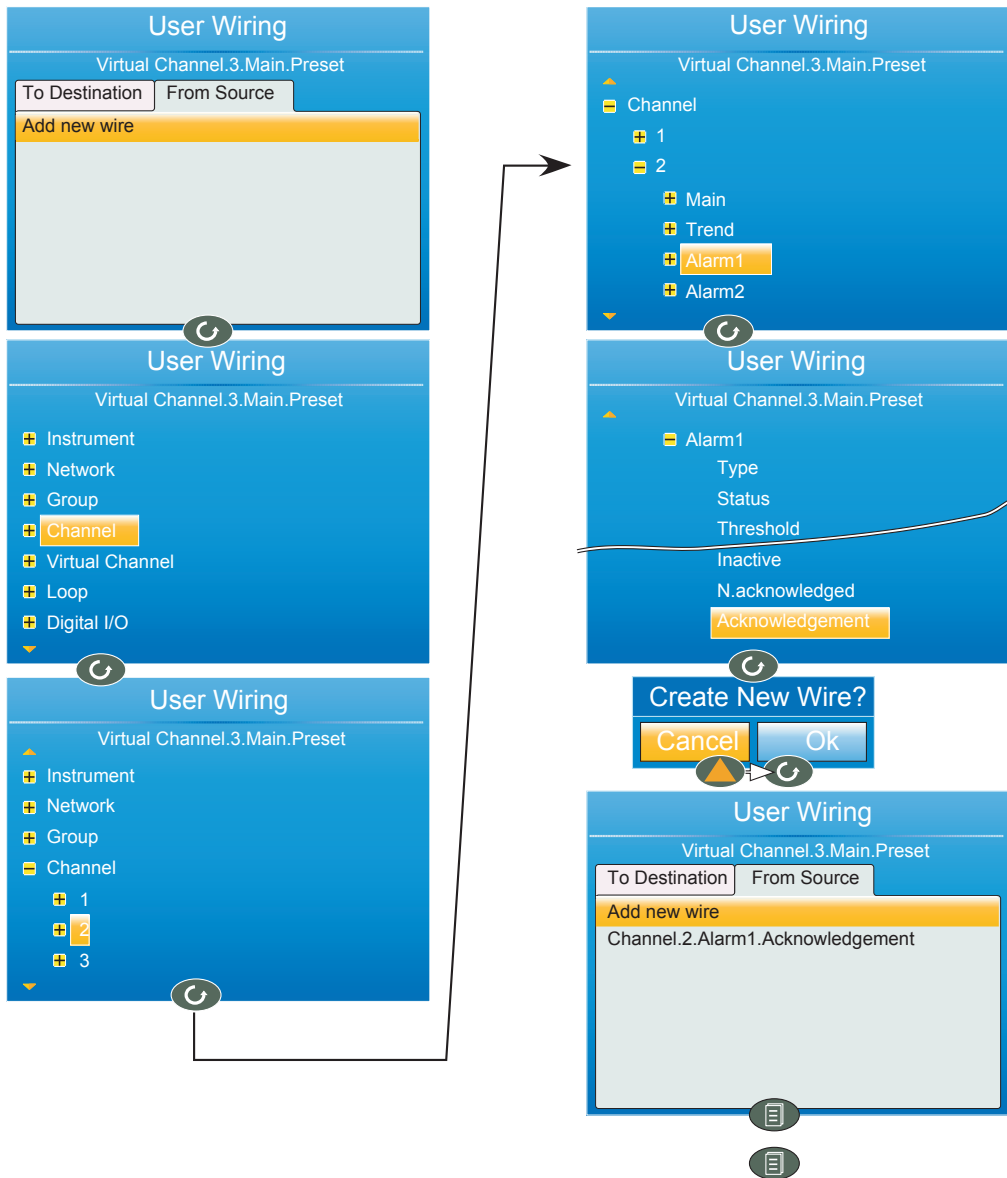 User Wiring
Virtual Channel.3.Main.Preset
To Destination
From Source
Add new wire
User Wiring
Virtual Channel.3.Main.Preset
Instrument
Network
Group
Channel
Virtual Channel
Loop
Digital I/O
User Wiring
Virtual Channel.3.Main.Preset
Instrument
Network
Group
Channel
1
2
3
User Wiring
Virtual Channel.3.Main.Preset
Channel
1
2
Main
Trend
Alarm1
Alarm2
User Wiring
Virtual Channel.3.Main.Preset
Alarm1
Type
Status
Threshold
Inactive
N.acknowledged
Acknowledgement
Create New Wire?
Cancel
Ok
User Wiring
Virtual Channel.3.Main.Preset
To Destination
From Source
Add new wire
Channel.2.Alarm1.Acknowledgement